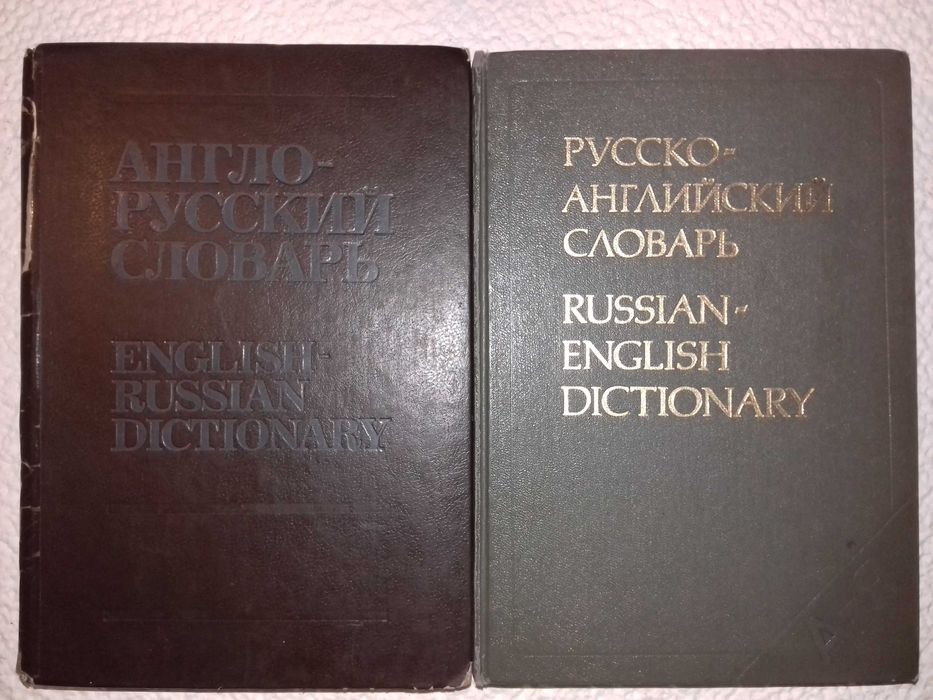 АНГЛО-
РУССКИЙ
СЛОВАРЬ
ENGLISH-
RUSSIAN
DICTIONARY
РУССКО-
АНГЛИЙСКИЙ
СЛОВАРЬ
RUSSIAN-
ENGLISH
DICTIONARY